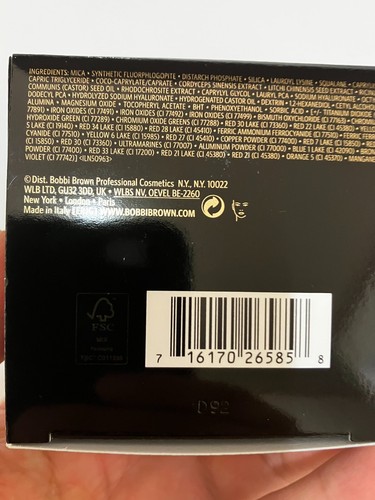 INGREDIENTS: MICA • SYNTHETIC FLUORPHLOGOPITE • DISTARCH PHOSPHATE • SILICA • LAUROYL LYSINE • SQUALANE •
CAPRIC TRIGLYCERIDE • COCO-CAPRYLATE/CAPRATE • CORDYCEPS SINENSIS EXTRACT • LITCHI CHINENSIS SEED EXTRACT •
COMMUNIS (CASTOR) SEED OIL • RHODOCHROSITE EXTRACT • CAPRYLYL GLYCOL • LAURYL PCA • SODIUM HYALURONATE •
DODECYL PCA • HYDROLYZED SODIUM HYALURONATE • HYDROGENATED CASTOR OIL • DEXTRIN • 1,2-HEXANEDIOL •
ALUMINA • MAGNESIUM OXIDE • TOCOPHERYL ACETATE • BHT • PHENOXYETHANOL • SORBIC ACID • [+/- TITANIUM DIOXIDE
77891) • IRON OXIDES (CI 77491) • IRON OXIDES (CI 77492) • IRON OXIDES (CI 77499) • BISMUTH OXYCHLORIDE (CI 77163) •
HYDROXIDE GREEN (CI 77289) • CHROMIUM OXIDE GREENS (CI 77288) • RED 30 LAKE (CI 73360) • RED 22 LAKE (CI 45380) •
5 LAKE (CI 19140) • RED 34 LAKE (CI 15880) • RED 28 LAKE (CI 45410) • FERRIC AMMONIUM FERROCYANIDE (CI 77510) •
CYANIDE (CI 77510) • YELLOW 6 LAKE (CI 15985) • RED 27 (CI 45410) • COPPER POWDER (CI 77400) • RED 7
(CI 15850) • RED 30 (CI 73360) • ULTRAMARINES (CI 77007) • ALUMINUM POWDER (CI 77000) • BLUE 1 LAKE (CI 42090) •
POWDER (CI 77400) • RED 33 LAKE (CI 17200) • RED 21 LAKE (CI 45380) • RED 21 (CI 45380) • ORANGE 5 (CI 45370) •
VIOLET (CI 77742)] <ILN50963>
© Dist. Bobbi Brown Professional Cosmetics N.Y., N.Y. 10022
WLB LTD, GU32 3DD, UK • WLBS NV, OEVEL BE-2260
New York • London • Paris
Made in Italy WWW.BOBBIBROWN.COM
FSC
MIX
7 16170 26585 8
D92